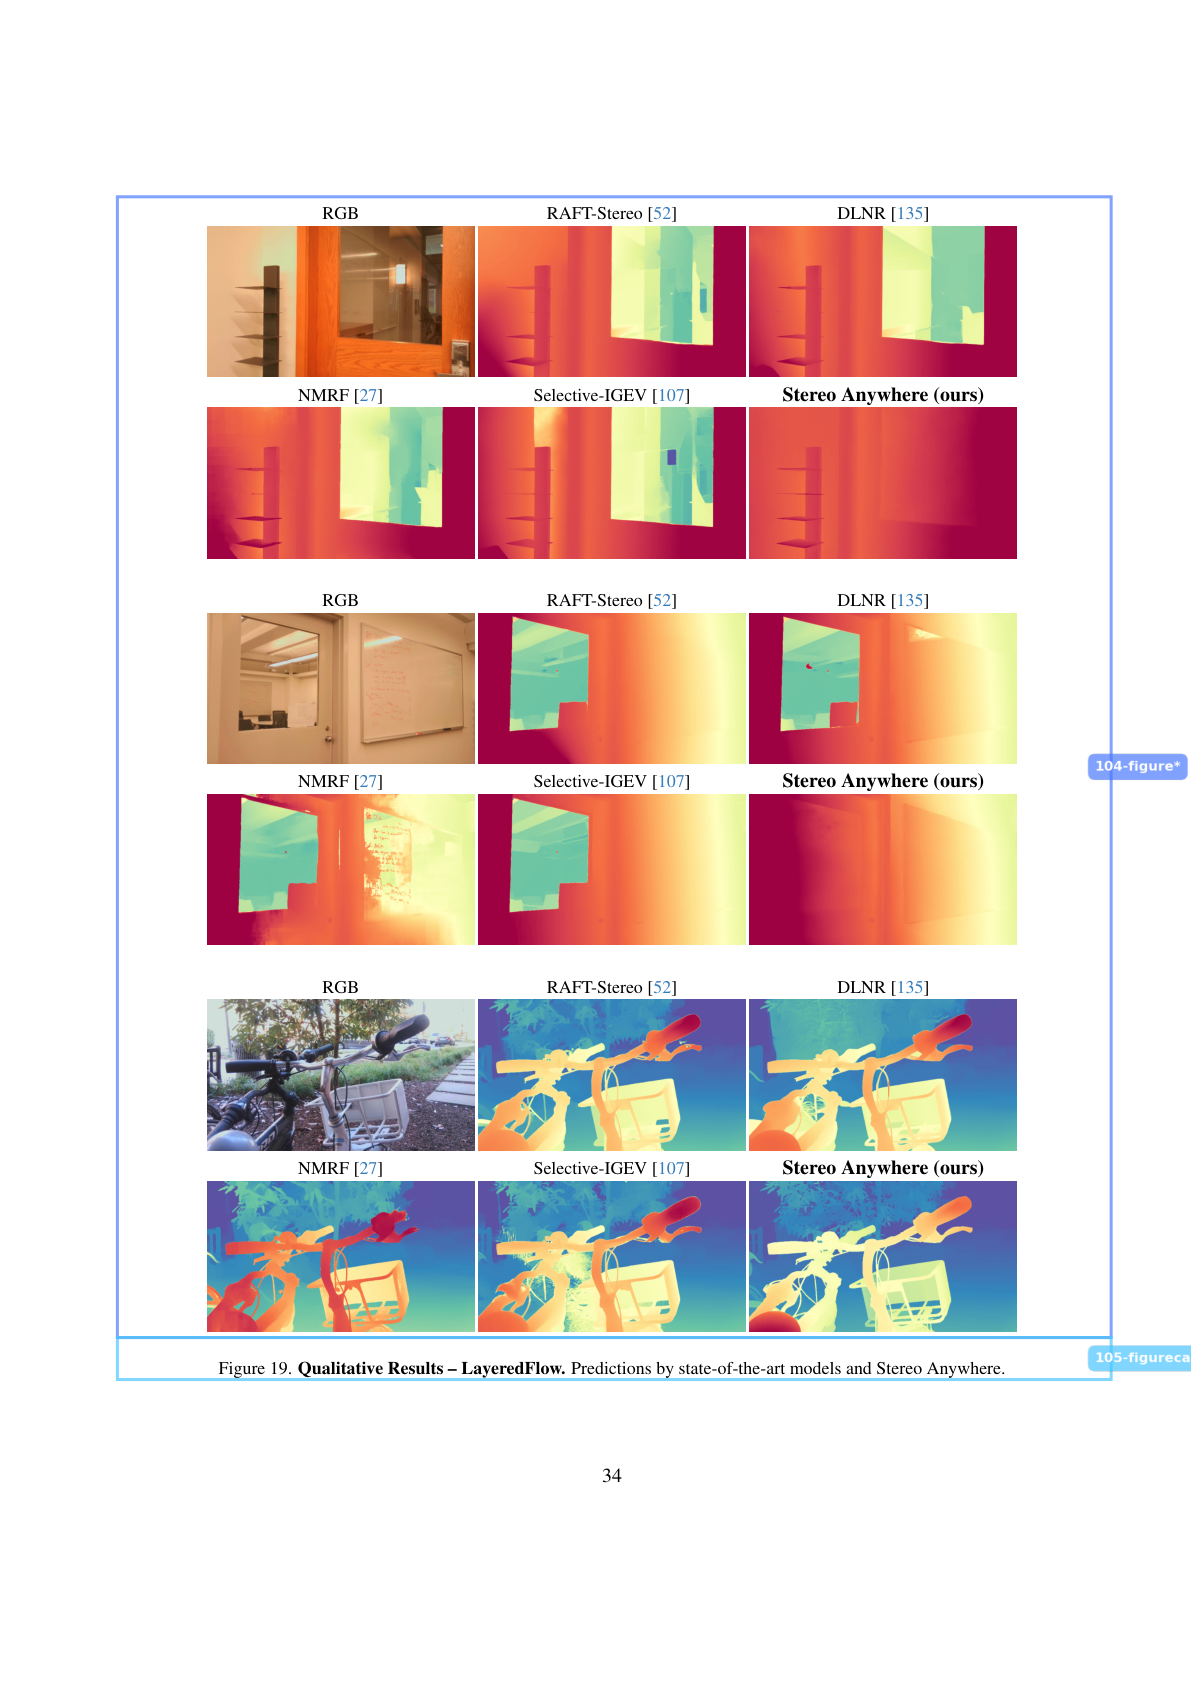 RGB
RAFT-Stereo [52]
DLNR [135]
NMRF [27]
Selective-IGEV [107]
Stereo Anywhere (ours)
RGB
RAFT-Stereo [52]
DLNR [135]
NMRF [27]
Selective-IGEV [107]
Stereo Anywhere (ours)
RGB
RAFT-Stereo [52]
DLNR [135]
NMRF [27]
Selective-IGEV [107]
Stereo Anywhere (ours)
104-figure*
Figure 19. Qualitative Results – LayeredFlow. Predictions by state-of-the-art models and Stereo Anywhere.
105-figureca
34